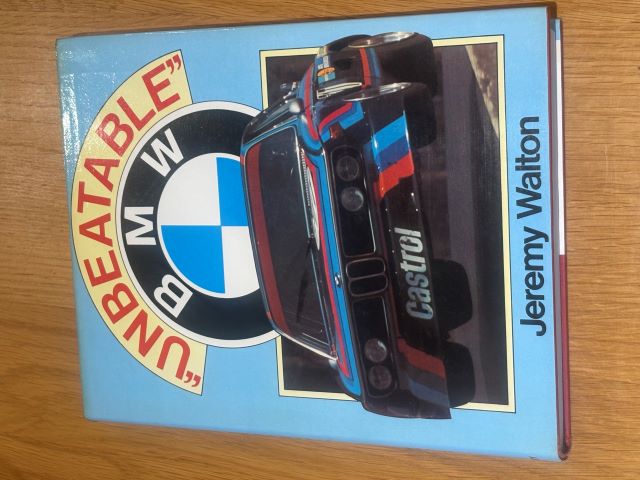 "UNBEATABLE"
BMW
Castrol
Jeremy Walton